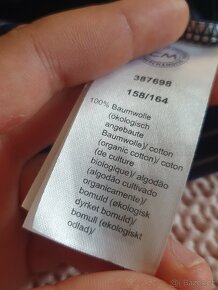 CM
387698
158/164
100% Baumwolle
(ökologisch
angebaute
Baumwolle)/ cotton
(organic cotton)/ coton
(de culture
biologique)/ algodão
(algodão cultivado
organicamente)/
bomuld (økologisk
dyrket bomuld)/
bomull (ekologiskt
odlad)/